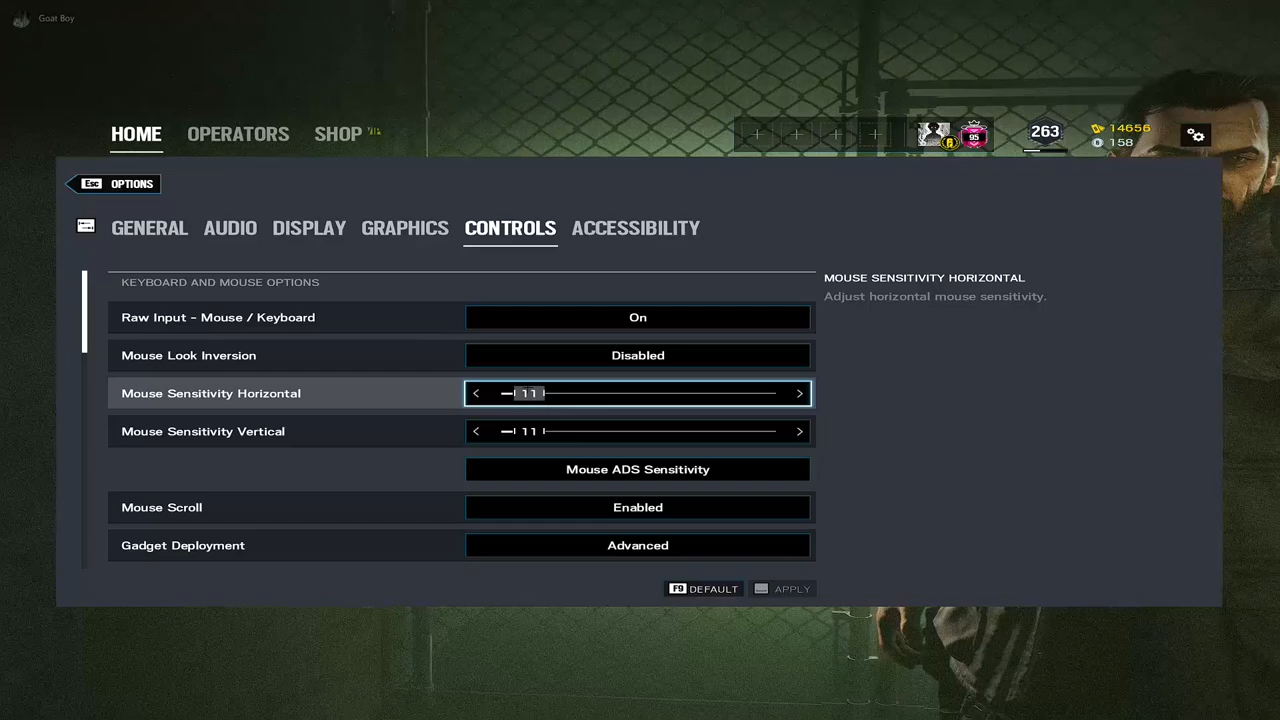 Goat Boy
HOME OPERATORS SHOP
95
263
14656
158
Esc OPTIONS
GENERAL AUDIO DISPLAY GRAPHICS CONTROLS ACCESSIBILITY
KEYBOARD AND MOUSE OPTIONS
Raw Input - Mouse / Keyboard On
Mouse Look Inversion Disabled
Mouse Sensitivity Horizontal 11
Mouse Sensitivity Vertical 11
Mouse ADS Sensitivity
Mouse Scroll Enabled
Gadget Deployment Advanced
MOUSE SENSITIVITY HORIZONTAL
Adjust horizontal mouse sensitivity.
F9 DEFAULT APPLY